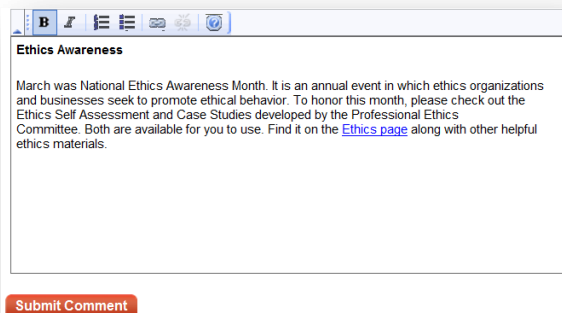 B I
Ethics Awareness
March was National Ethics Awareness Month. It is an annual event in which ethics organizations
and businesses seek to promote ethical behavior. To honor this month, please check out the
Ethics Self Assessment and Case Studies developed by the Professional Ethics
Committee. Both are available for you to use. Find it on the Ethics page along with other helpful
ethics materials.
Submit Comment